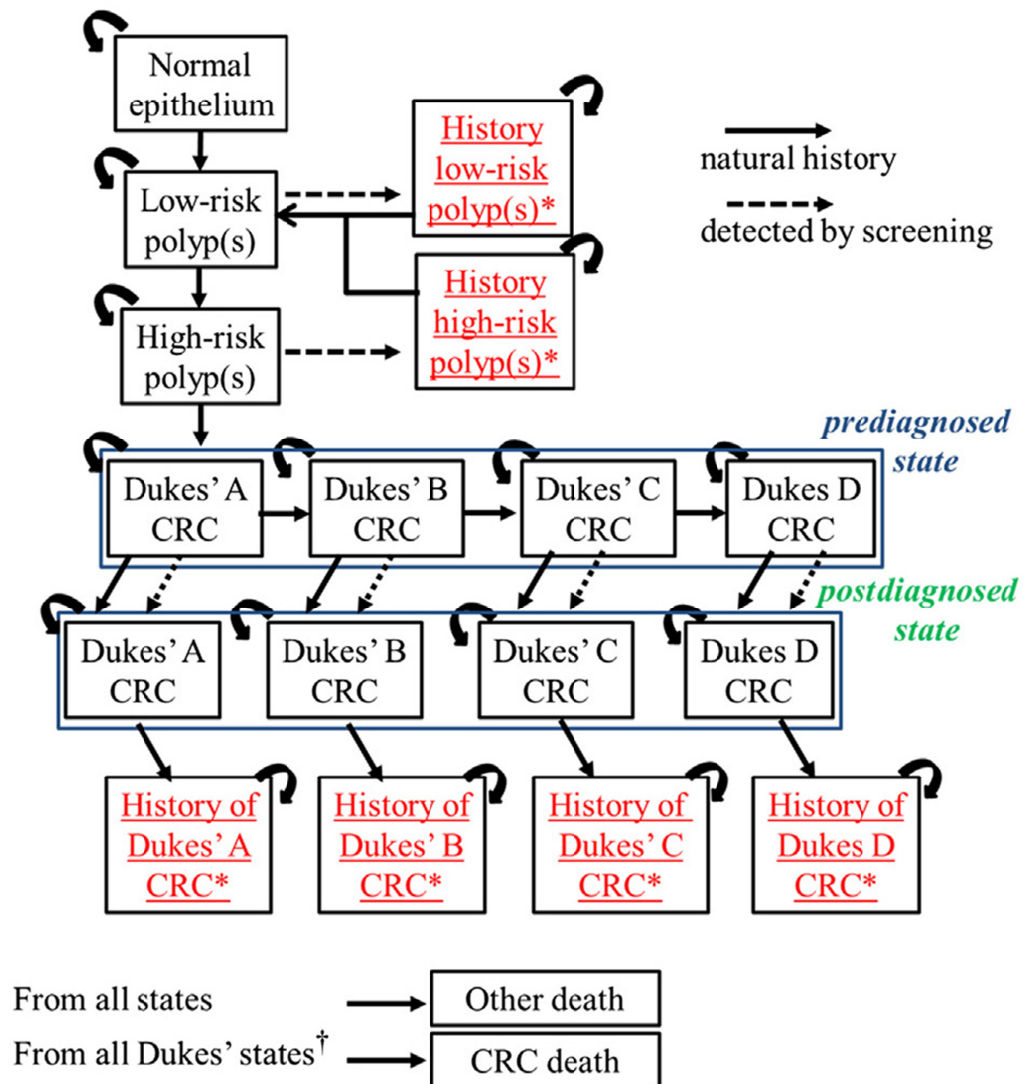 Normal
epithelium
History
low-risk
polyp(s)*
natural history
detected by screening
Low-risk
polyp(s)
History
high-risk
polyp(s)*
High-risk
polyp(s)
prediagnosed
state
Dukes' A
CRC
Dukes' B
CRC
Dukes' C
CRC
Dukes D
CRC
postdiagnosed
state
Dukes' A
CRC
Dukes' B
CRC
Dukes' C
CRC
Dukes D
CRC
History of
Dukes' A
CRC*
History of
Dukes' B
CRC*
History of
Dukes' C
CRC*
History of
Dukes D
CRC*
From all states
Other death
From all Dukes' states†
CRC death